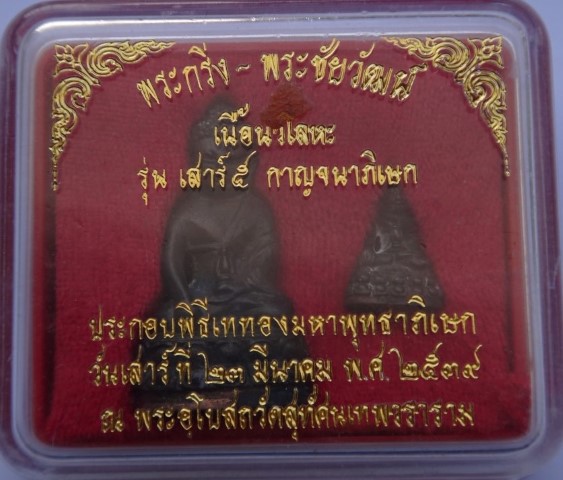 พระกริ่ง - พระชัยวัฒน์
เนื้อนวโลหะ
รุ่น เสาร์๕ กาญจนาภิเษก
ประกอบพิธีเททองมหาพุทธาภิเษก
วันเสาร์ที่ ๒๓ มีนาคม พ.ศ. ๒๕๓๙
ณ พระอุโบสถวัดสุทัศนเทพวราราม